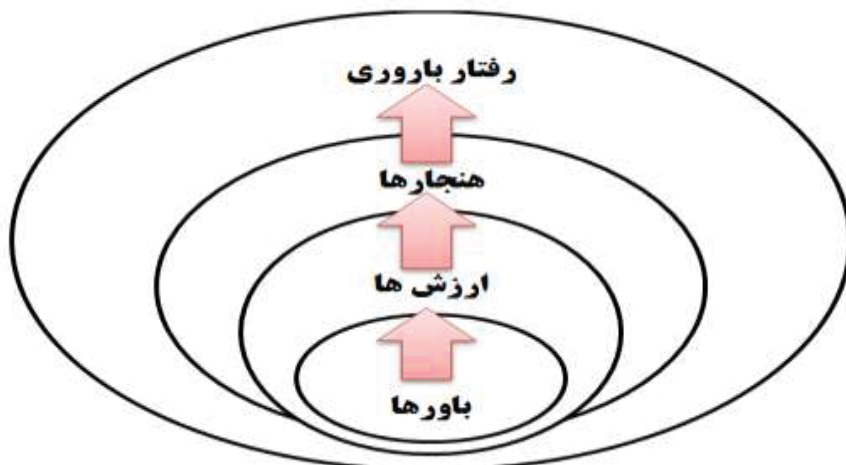 رفتار باروری
هنجارها
ارزش ها
باورها